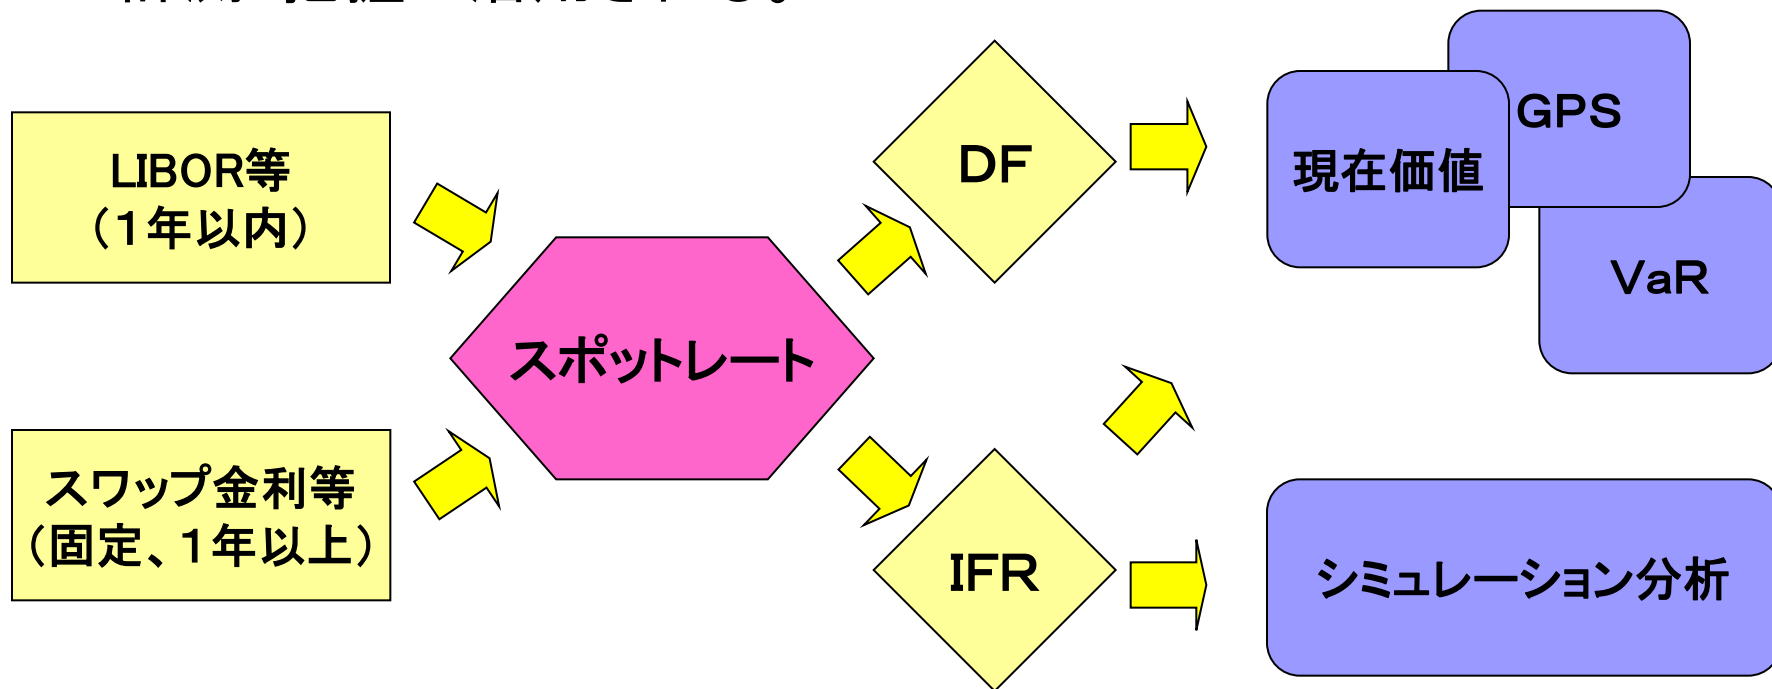 LIBOR等
（１年以内）
スワップ金利等
（固定、１年以上）
スポットレート
DF
IFR
現在価値
GPS
VaR
シミュレーション分析